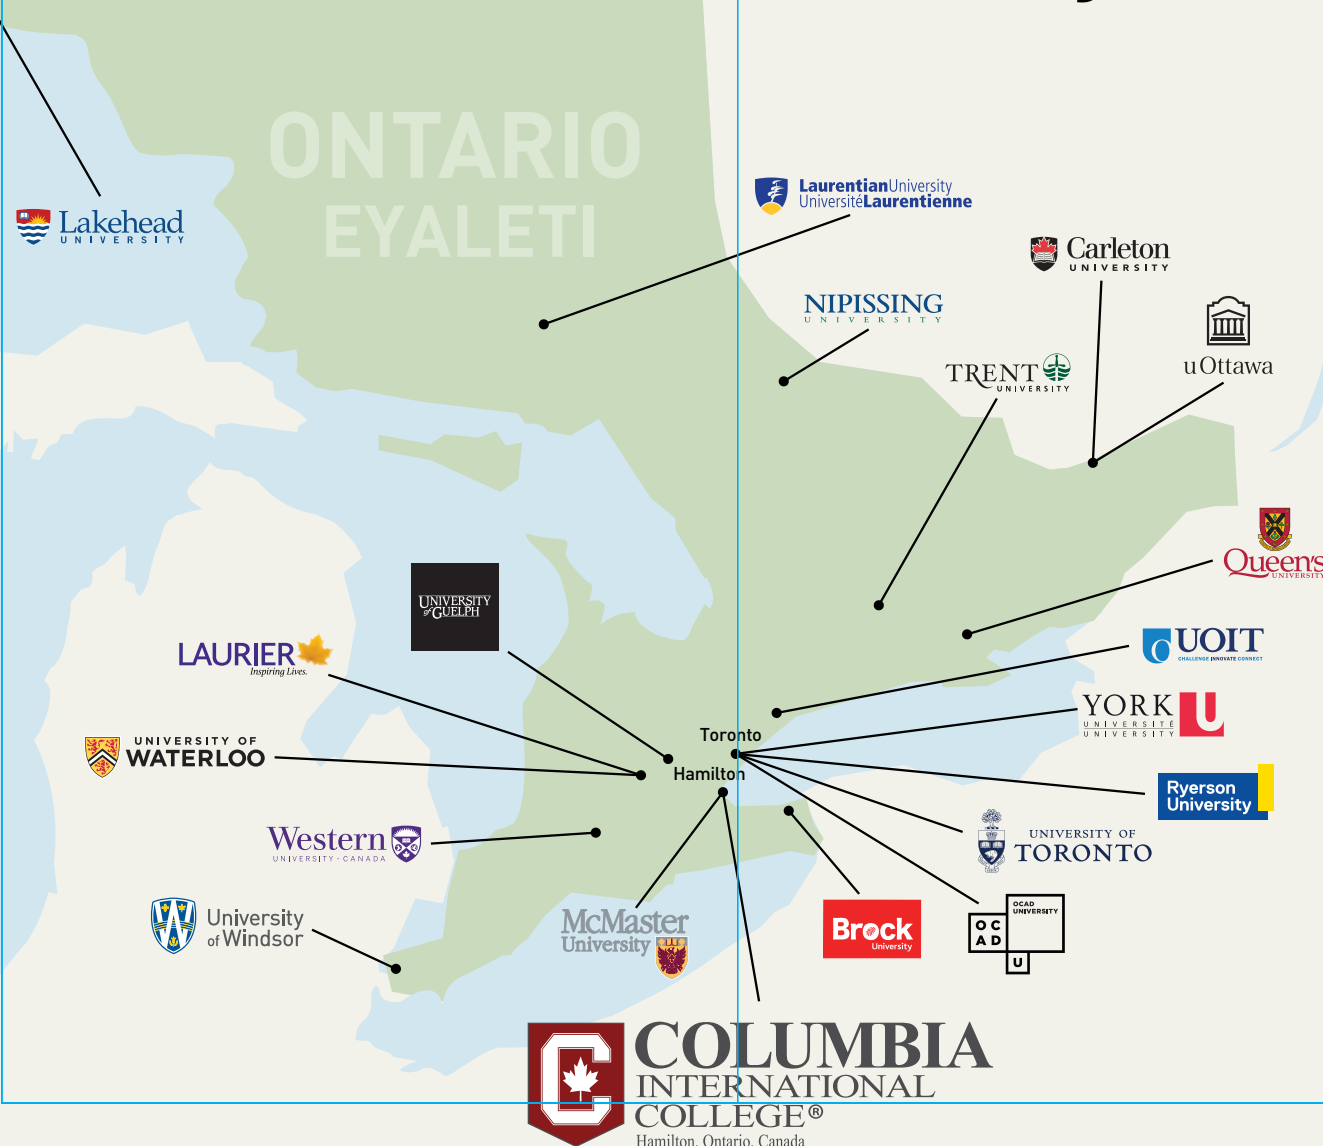 ONTARIO
EYALETI
LaurentianUniversity
UniversitéLaurentienne
Lakehead
UNIVERSITY
Carleton
UNIVERSITY
NIPISSING
UNIVERSITY
uOttawa
TRENT
UNIVERSITY
Queen's
UNIVERSITY
UNIVERSITY
of GUELPH
UOIT
CHALLENGE INNOVATE CONNECT
LAURIER
Inspiring Lives.
YORK U
UNIVERSITÉ
UNIVERSITY
Toronto
UNIVERSITY OF
WATERLOO
Hamilton
Ryerson
University
Western
UNIVERSITY · CANADA
UNIVERSITY OF
TORONTO
University
of Windsor
McMaster
University
Brock
University
OCAD
UNIVERSITY
OC
AD
U
C
COLUMBIA
INTERNATIONAL
COLLEGE®
Hamilton, Ontario, Canada